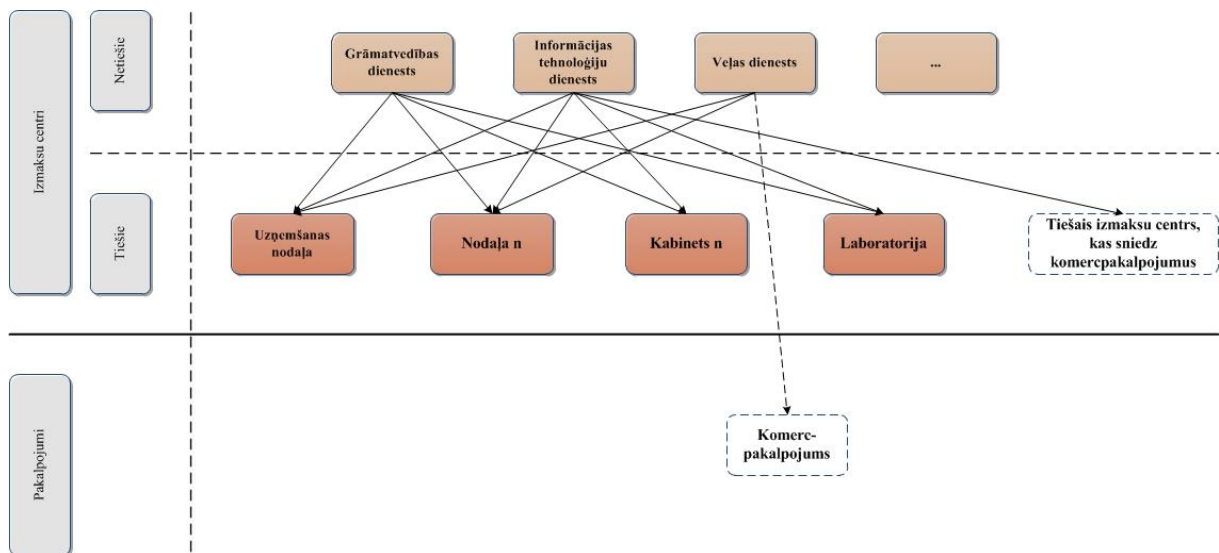 Izmaksu centri
Netiešie
Grāmatvedības
dienests
Informācijas
tehnoloģiju
dienests
Veļas dienests
...
Tiešie
Uzņemšanas
nodaļa
Nodaļa n
Kabinets n
Laboratorija
Tiešais izmaksu centrs,
kas sniedz
komercpakalpojumus
Pakalpojumi
Komerc-
pakalpojums